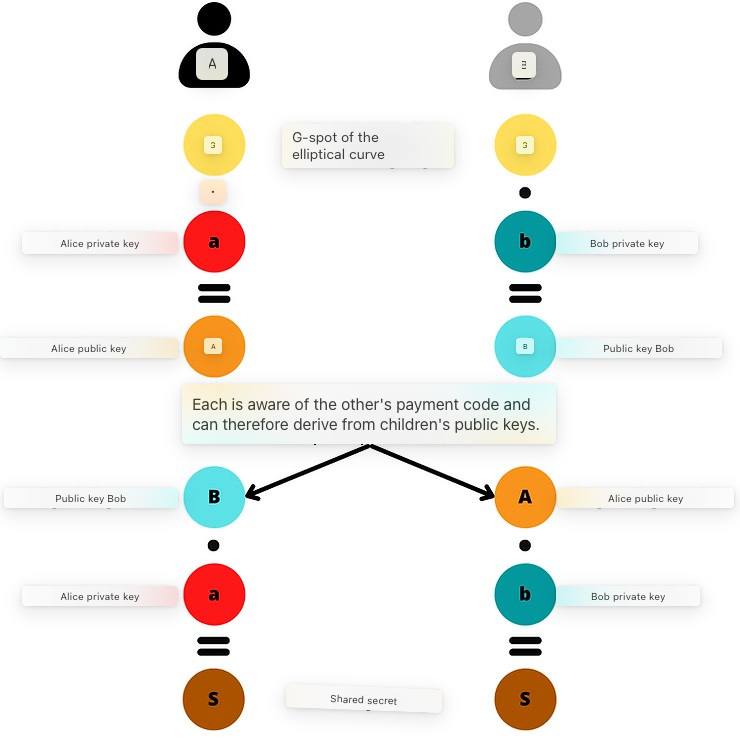 A
G-spot of the
elliptical curve
a
b
Alice private key
Bob private key
A
B
Alice public key
Public key Bob
Each is aware of the other's payment code and
can therefore derive from children's public keys.
Public key Bob
B
A
Alice public key
Alice private key
a
b
Bob private key
S
Shared secret
S